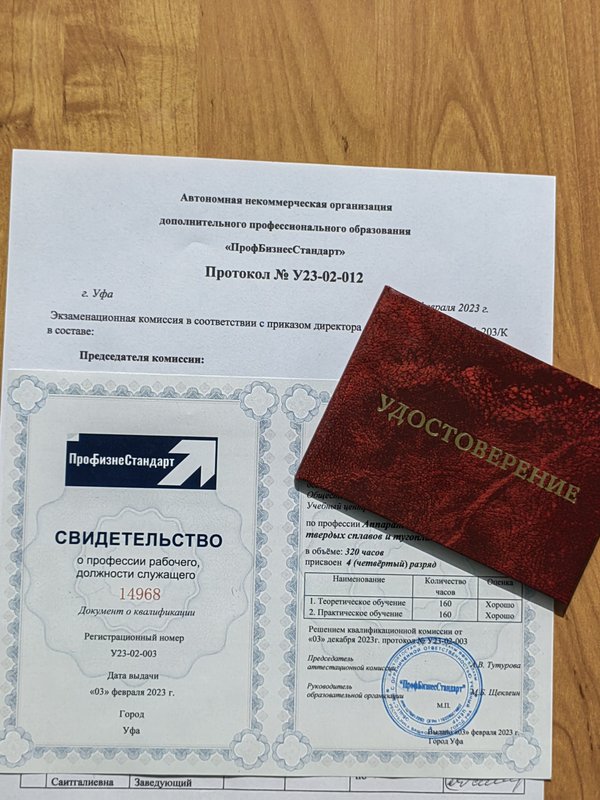 Автономная некоммерческая организация
дополнительного профессионального образования
«ПрофБизнесСтандарт»
Протокол № У23-02-012
г. Уфа
февраля 2023 г.
Экзаменационная комиссия в соответствии с приказом директора
203/К
в составе:
Председателя комиссии:
УДОСТОВЕРЕНИЕ
ПрофБизнеСтандарт
СВИДЕТЕЛЬСТВО
о профессии рабочего,
должности служащего
14968
Документ о квалификации
Регистрационный номер
У23-02-003
Дата выдачи
«03» февраля 2023 г.
Город
Уфа
Учебный
по профессии Аппарат
твердых сплавов и тугопла
в объёме: 320 часов
присвоен 4 (четвёртый) разряд
Наименование Количество часов Оценка
1. Теоретическое обучение 160 Хорошо
2. Практическое обучение 160 Хорошо
Решением квалификационной комиссии от
«03» декабря 2023г. протокол № У23-02-003
Председатель
аттестационной комиссии
.В. Тутурова
Руководитель
образовательной организации
М.Б. Щеклеин
"ПрофБизнесСтандарт"
М.П.
Выдано «03» февраля 2023 г.
Город Уфа
Саитгалиевна Заведующий